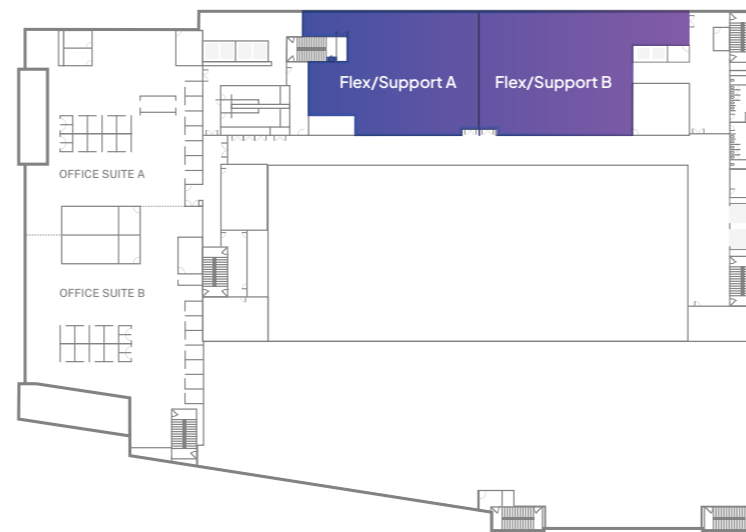 Flex/Support A
Flex/Support B
OFFICE SUITE A
OFFICE SUITE B